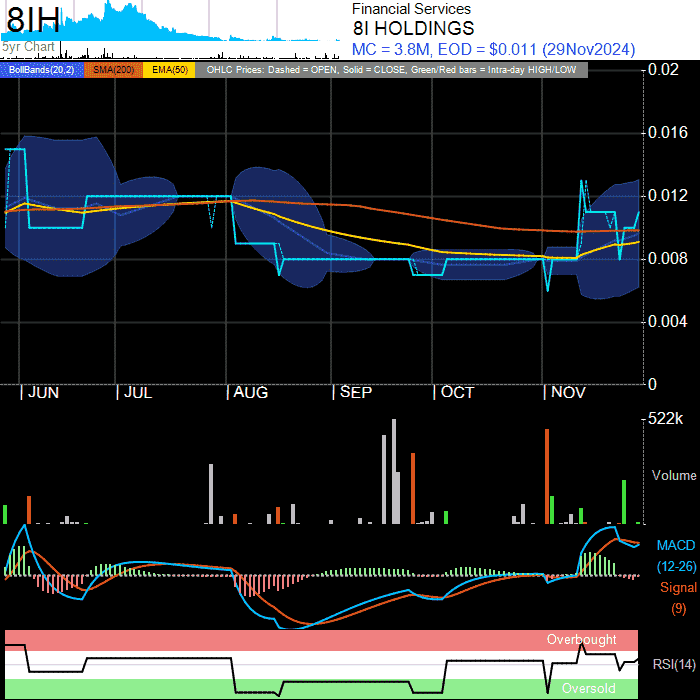 8IH
5yr Chart
Financial Services
8I HOLDINGS
MC = 3.8M, EOD = $0.011 (29Nov2024)
BollBands(20,2) SMA(200) EMA(50) OHLC Prices: Dashed = OPEN, Solid = CLOSE, Green/Red bars = Intra-day HIGH/LOW
0.02
0.016
0.012
0.008
0.004
0
JUN JUL AUG SEP OCT NOV
522k
Volume
MACD
(12-26)
Signal
(9)
Overbought
RSI(14)
Oversold